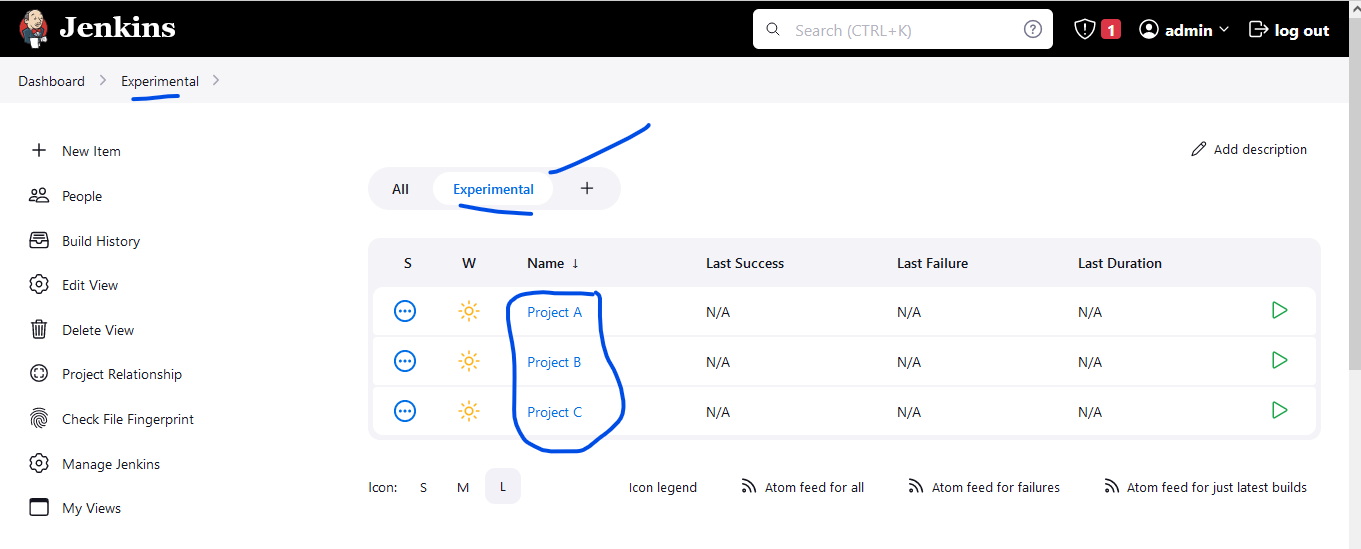 Jenkins Search (CTRL+K) 1 admin log out
Dashboard Experimental
New Item
People
Build History
Edit View
Delete View
Project Relationship
Check File Fingerprint
Manage Jenkins
My Views
Add description
All Experimental +
S W Name ↓ Last Success Last Failure Last Duration
Project A N/A N/A N/A
Project B N/A N/A N/A
Project C N/A N/A N/A
Icon: S M L Icon legend Atom feed for all Atom feed for failures Atom feed for just latest builds